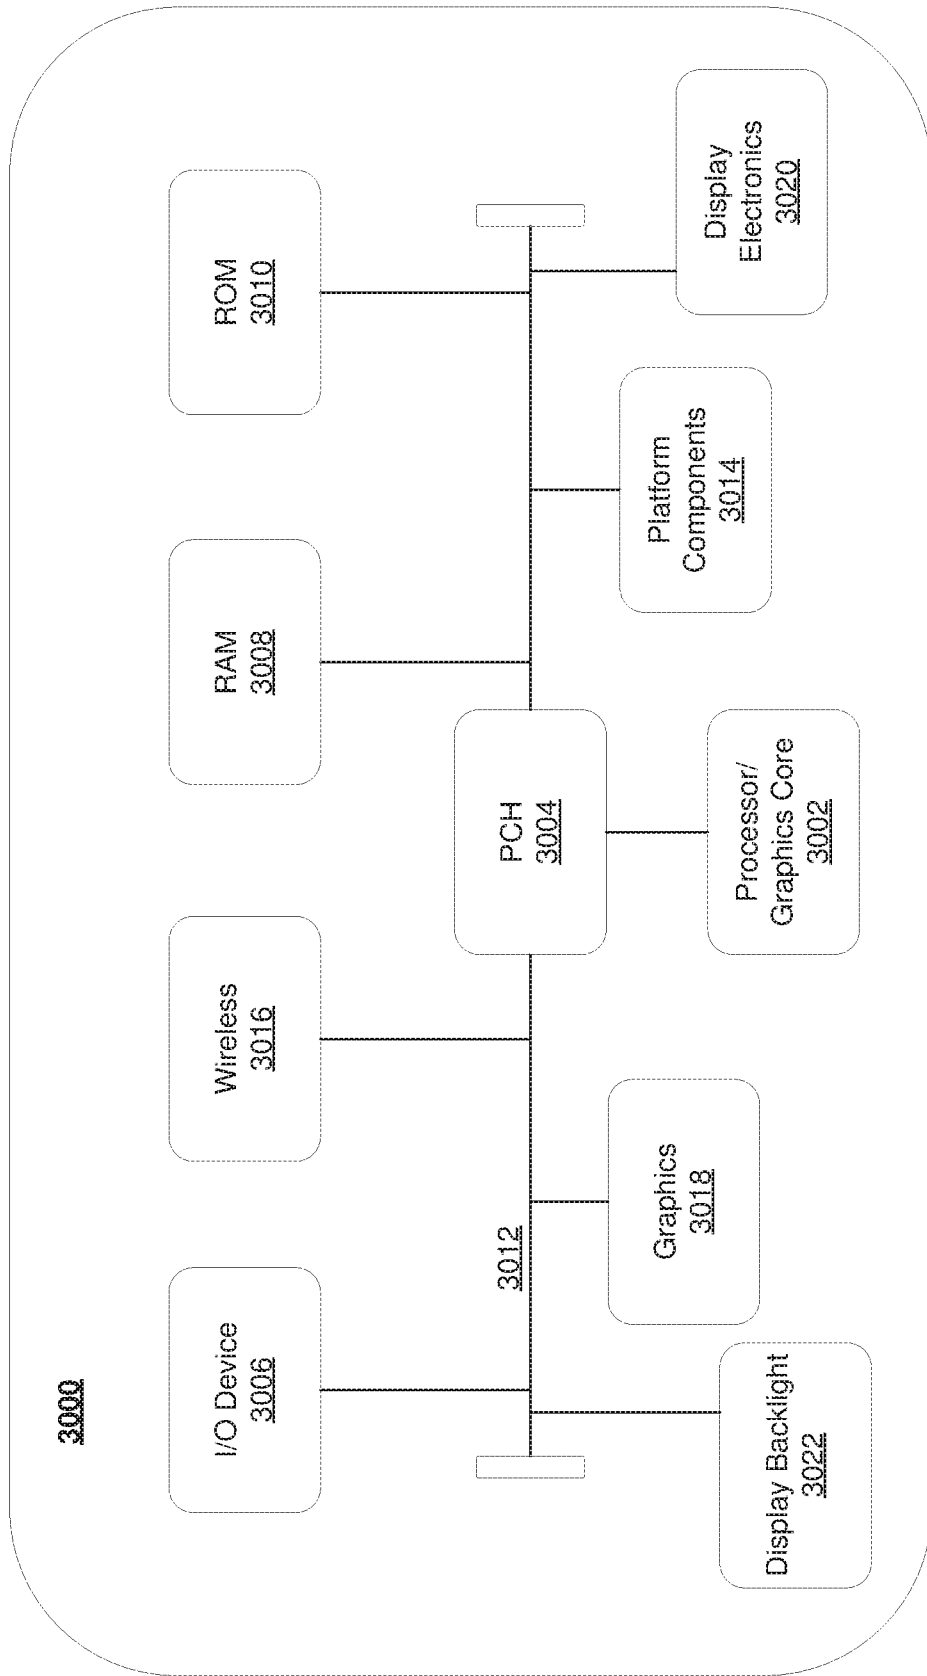 3000
I/O Device
3006
Wireless
3016
RAM
3008
ROM
3010
3012
PCH
3004
Display Backlight
3022
Graphics
3018
Processor/
Graphics Core
3002
Platform
Components
3014
Display
Electronics
3020